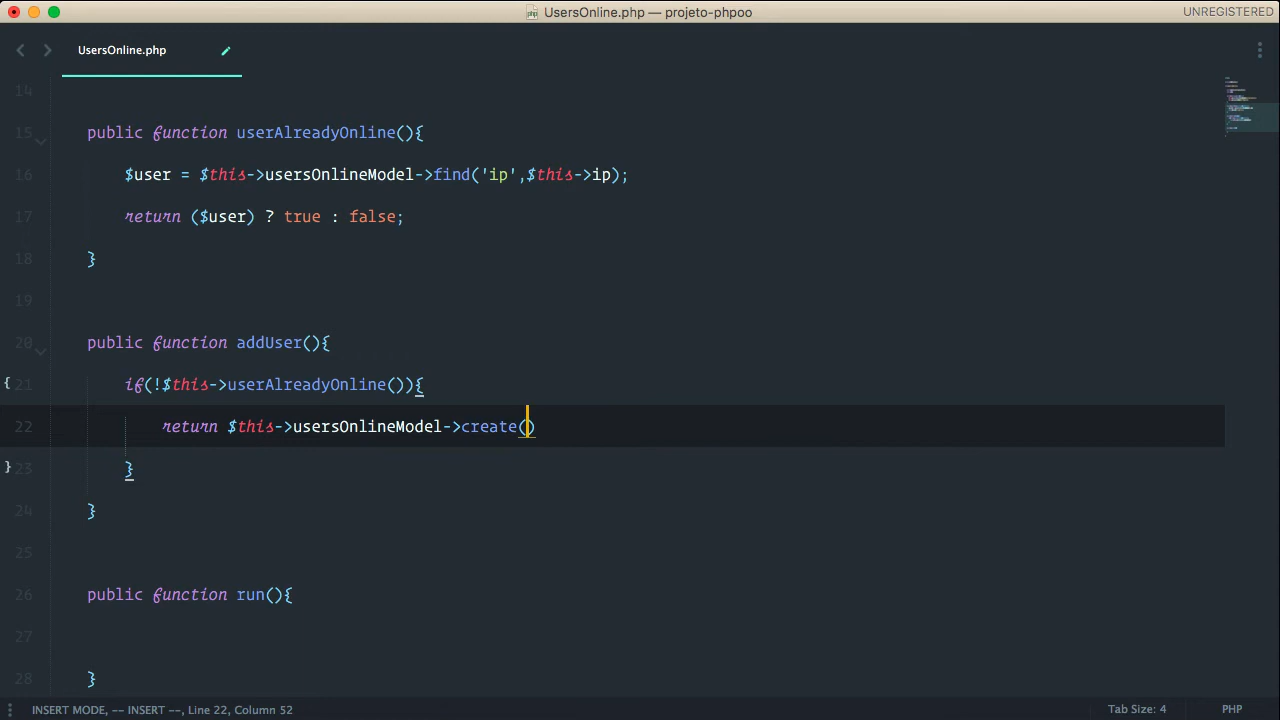 UsersOnline.php — projeto-phpoo
UNREGISTERED
UsersOnline.php
14
15 public function userAlreadyOnline(){
16 $user = $this->usersOnlineModel->find('ip',$this->ip);
17 return ($user) ? true : false;
18 }
19
20 public function addUser(){
{ 21 if(!$this->userAlreadyOnline()){
22 return $this->usersOnlineModel->create()
} 23 }
24 }
25
26 public function run(){
27
28 }
INSERT MODE, -- INSERT --, Line 22, Column 52
Tab Size: 4
PHP